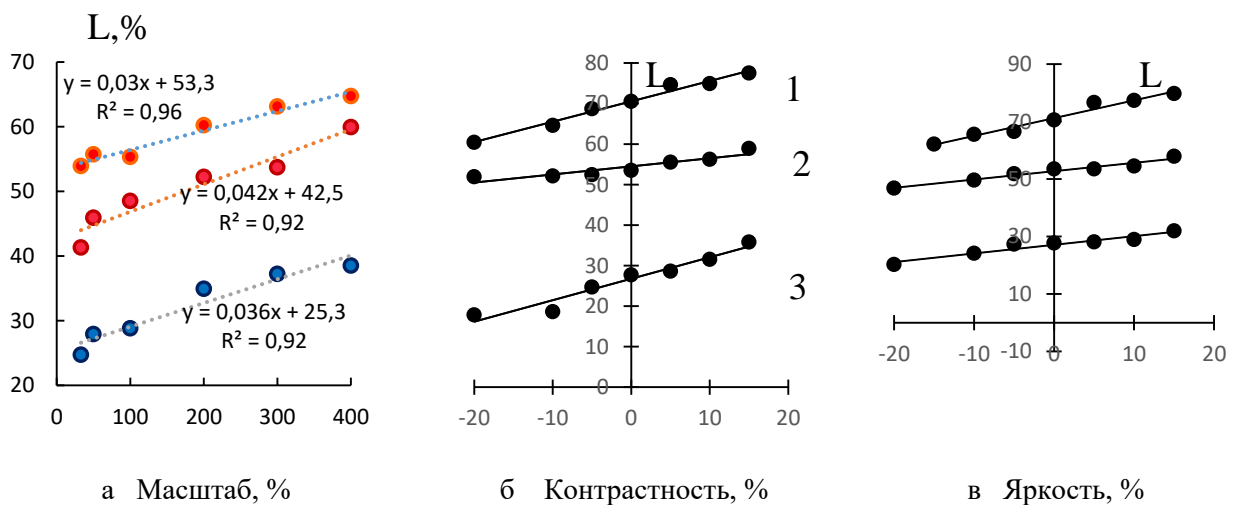 L,%
70
60
50
40
30
20
y = 0,03x + 53,3
R² = 0,96
y = 0,042x + 42,5
R² = 0,92
y = 0,036x + 25,3
R² = 0,92
0 100 200 300 400
а Масштаб, %
L
80
70
60
50
40
30
20
10
0
1
2
3
-20 -10 0 10 20
б Контрастность, %
L
90
70
50
30
10
-10
-20 -10 0 10 20
в Яркость, %